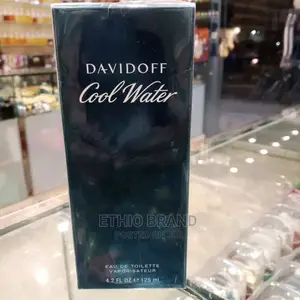 DAVIDOFF
Cool Water
ETHIO BRAND
EAU DE TOILETTE
VAPORISATEUR
4.2 FL OZ 125 ml